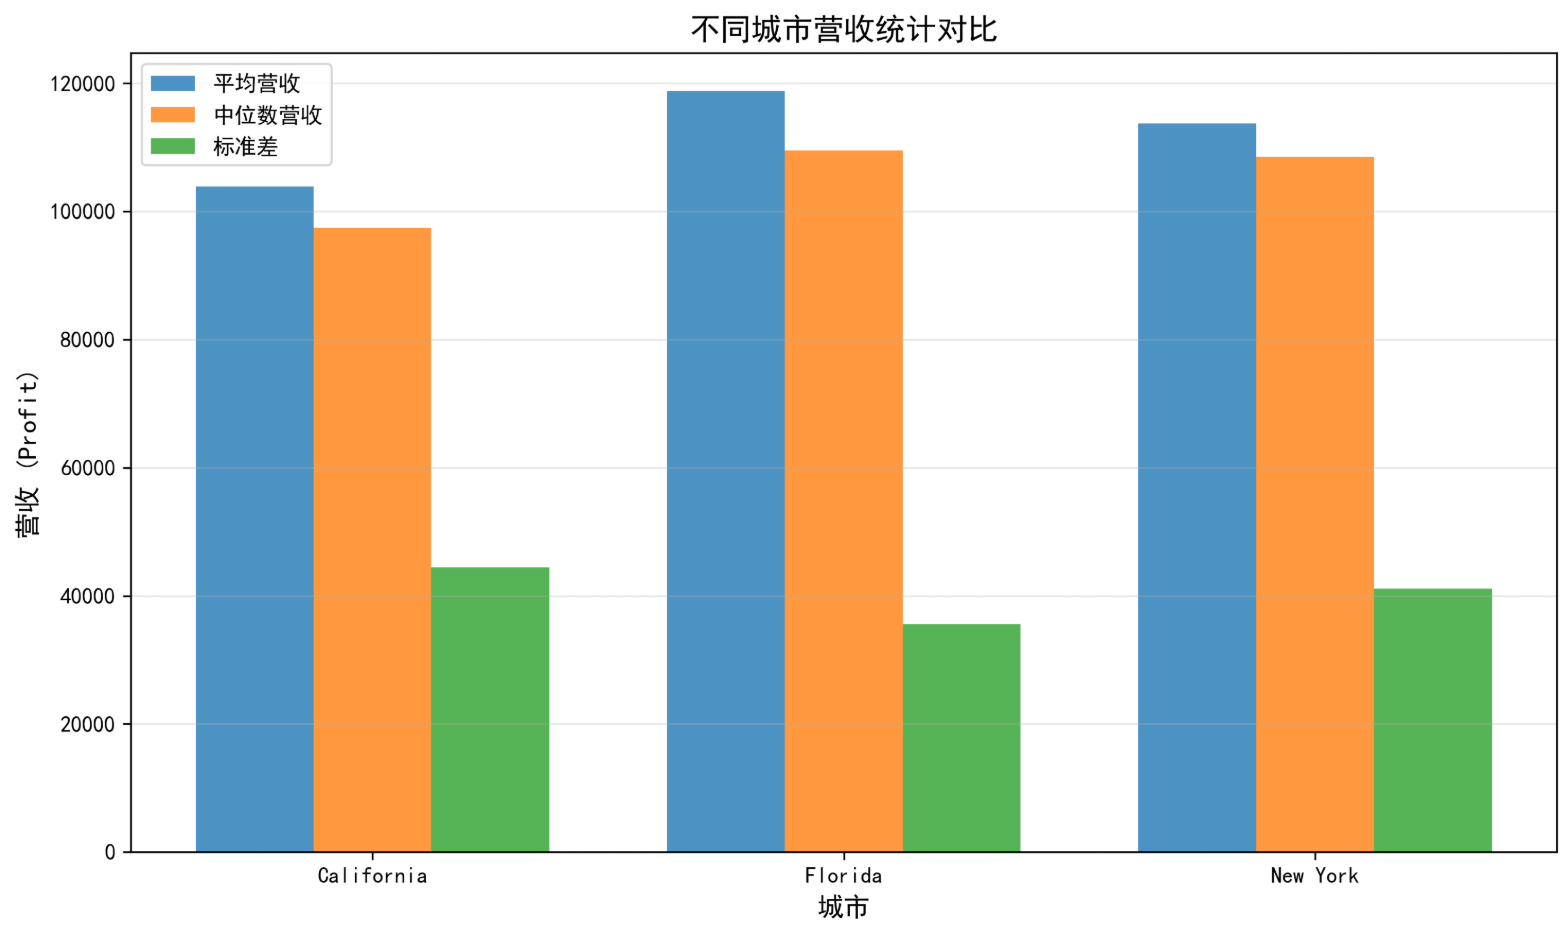 不同城市营收统计对比
平均营收
中位数营收
标准差
120000
100000
80000
60000
40000
20000
0
营收 (Profit)
California
Florida
New York
城市